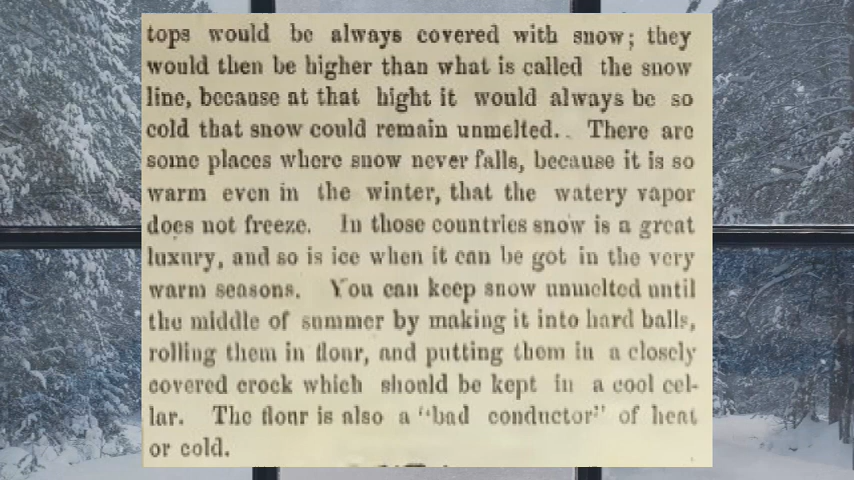 tops would be always covered with snow; they
would then be higher than what is called the snow
line, because at that hight it would always be so
cold that snow could remain unmelted. There are
some places where snow never falls, because it is so
warm even in the winter, that the watery vapor
does not freeze. In those countries snow is a great
luxury, and so is ice when it can be got in the very
warm seasons. You can keep snow unmelted until
the middle of summer by making it into hard balls,
rolling them in flour, and putting them in a closely
covered crock which should be kept in a cool cel-
lar. The flour is also a "bad conductor" of heat
or cold.